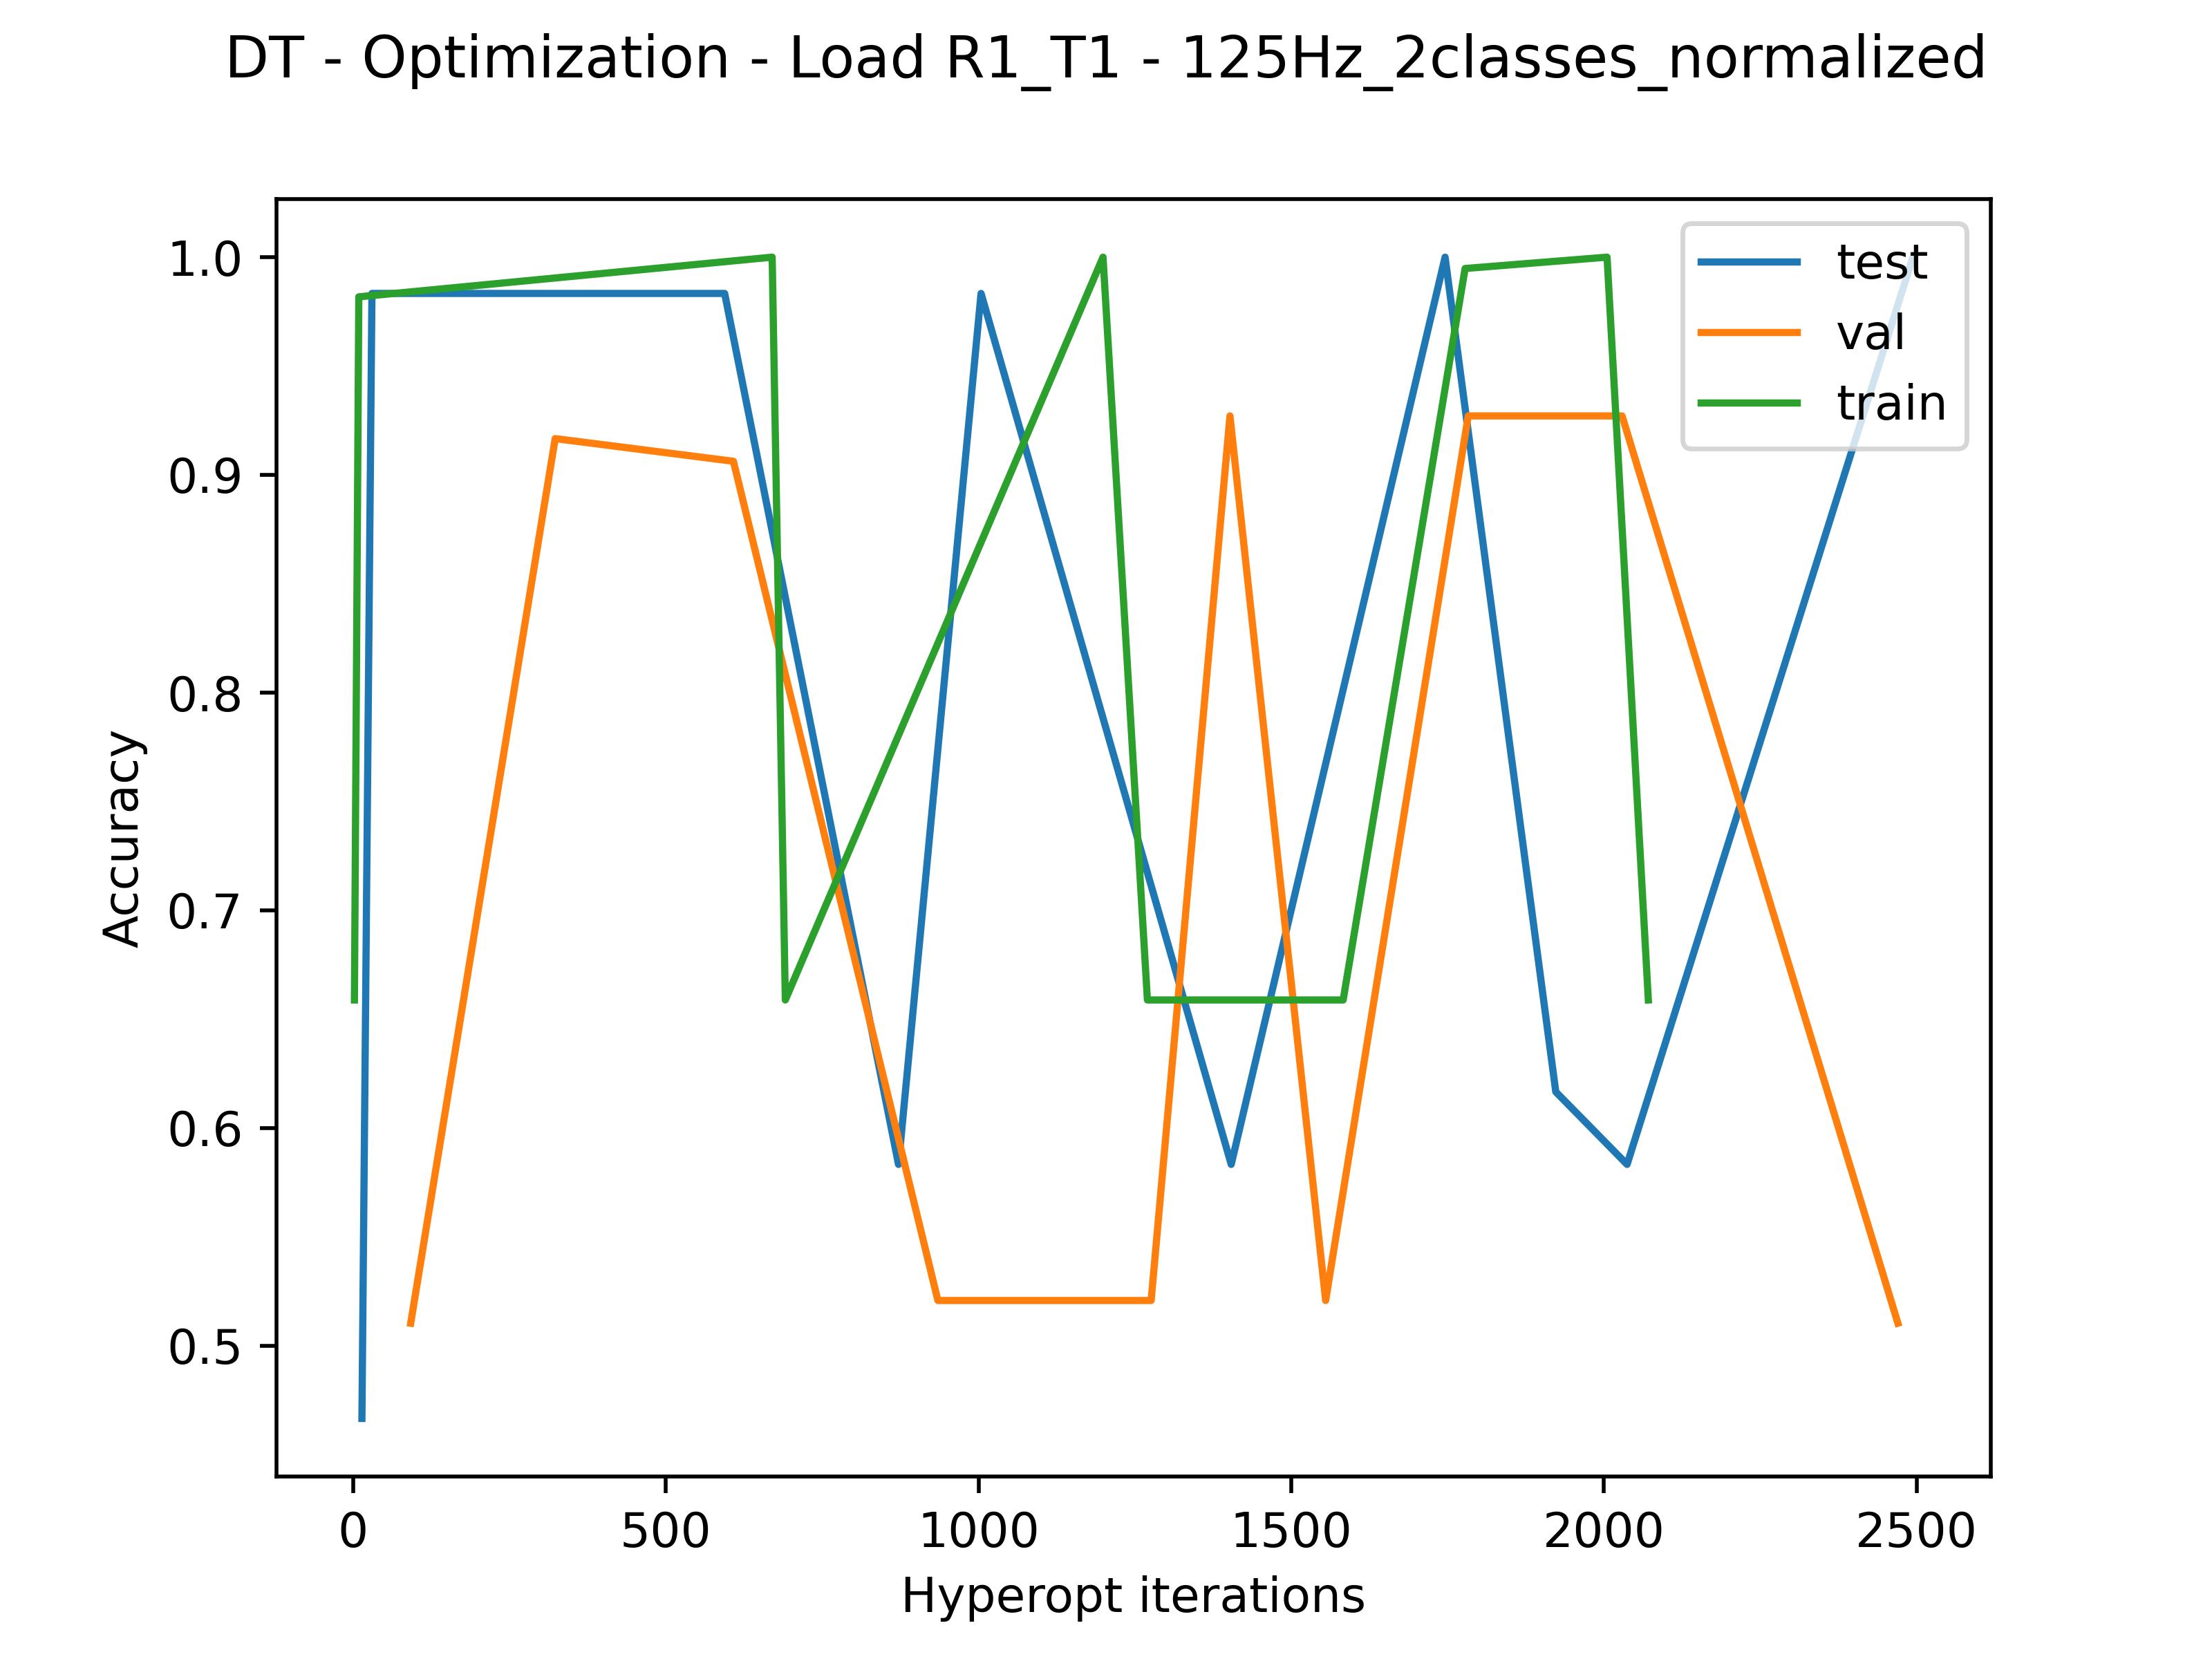 DT - Optimization - Load R1_T1 - 125Hz_2classes_normalized
test
val
train
1.0
0.9
0.8
0.7
0.6
0.5
Accuracy
0 500 1000 1500 2000 2500
Hyperopt iterations